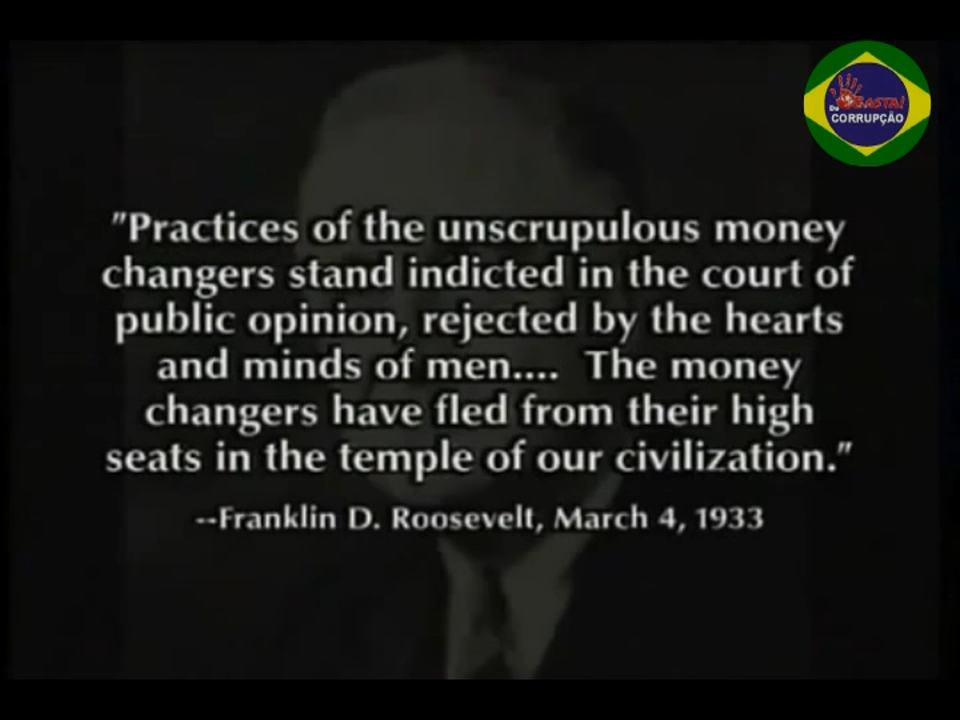 BASTA!
De
CORRUPÇÃO
"Practices of the unscrupulous money
changers stand indicted in the court of
public opinion, rejected by the hearts
and minds of men.... The money
changers have fled from their high
seats in the temple of our civilization."
--Franklin D. Roosevelt, March 4, 1933